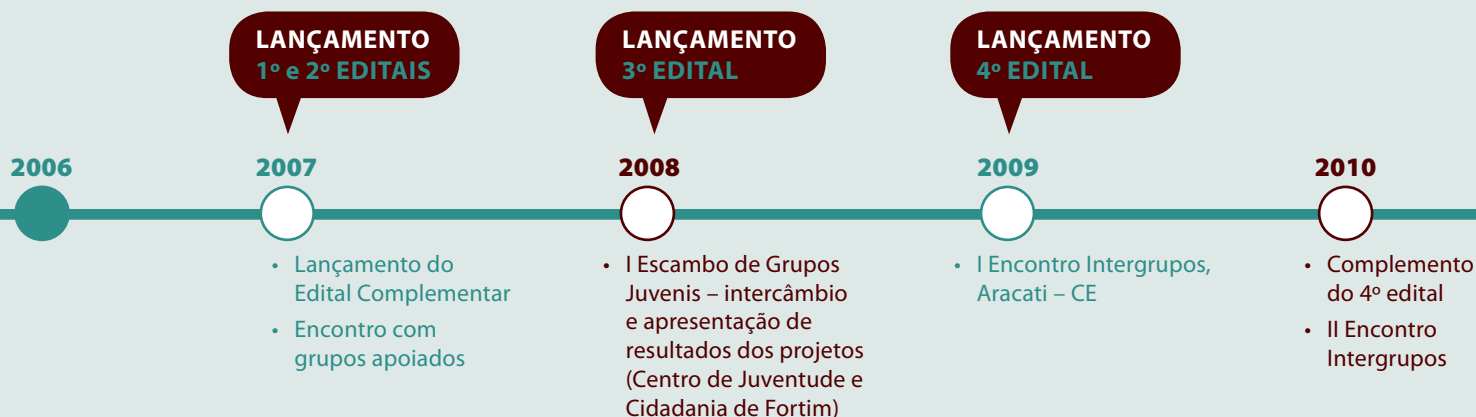 LANÇAMENTO
1º e 2º EDITAIS
LANÇAMENTO
3º EDITAL
LANÇAMENTO
4º EDITAL
2006
2007
2008
2009
2010
• Lançamento do
Edital Complementar
• Encontro com
grupos apoiados
• I Escambo de Grupos
Juvenis – intercâmbio
e apresentação de
resultados dos projetos
(Centro de Juventude e
Cidadania de Fortim)
• I Encontro Intergrupos,
Aracati – CE
• Complemento
do 4º edital
• II Encontro
Intergrupos